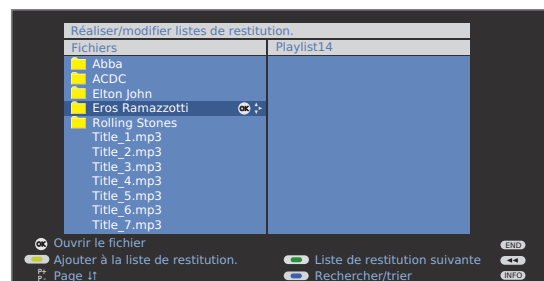 Réaliser/modifier listes de restitution.
Fichiers
Playlist14
Abba
ACDC
Elton John
Eros Ramazzotti OK
Rolling Stones
Title_1.mp3
Title_2.mp3
Title_3.mp3
Title_4.mp3
Title_5.mp3
Title_6.mp3
Title_7.mp3
OK Ouvrir le fichier
END
Ajouter à la liste de restitution.
Liste de restitution suivante
P+
P- Page
Rechercher/trier
INFO